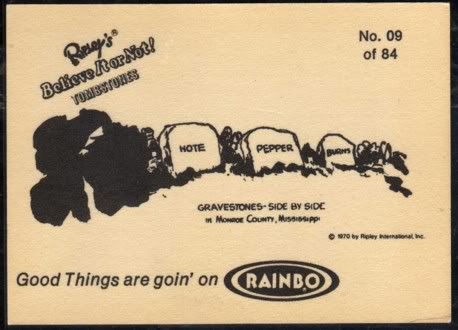 Ripley's®
Believe It or Not!
TOMBSTONES
No. 09
of 84
HOTE
PEPPER
BURNS
GRAVESTONES - SIDE BY SIDE
IN MONROE COUNTY, MISSISSIPPI
© 1970 by Ripley International, Inc.
Good Things are goin' on RAINBO®